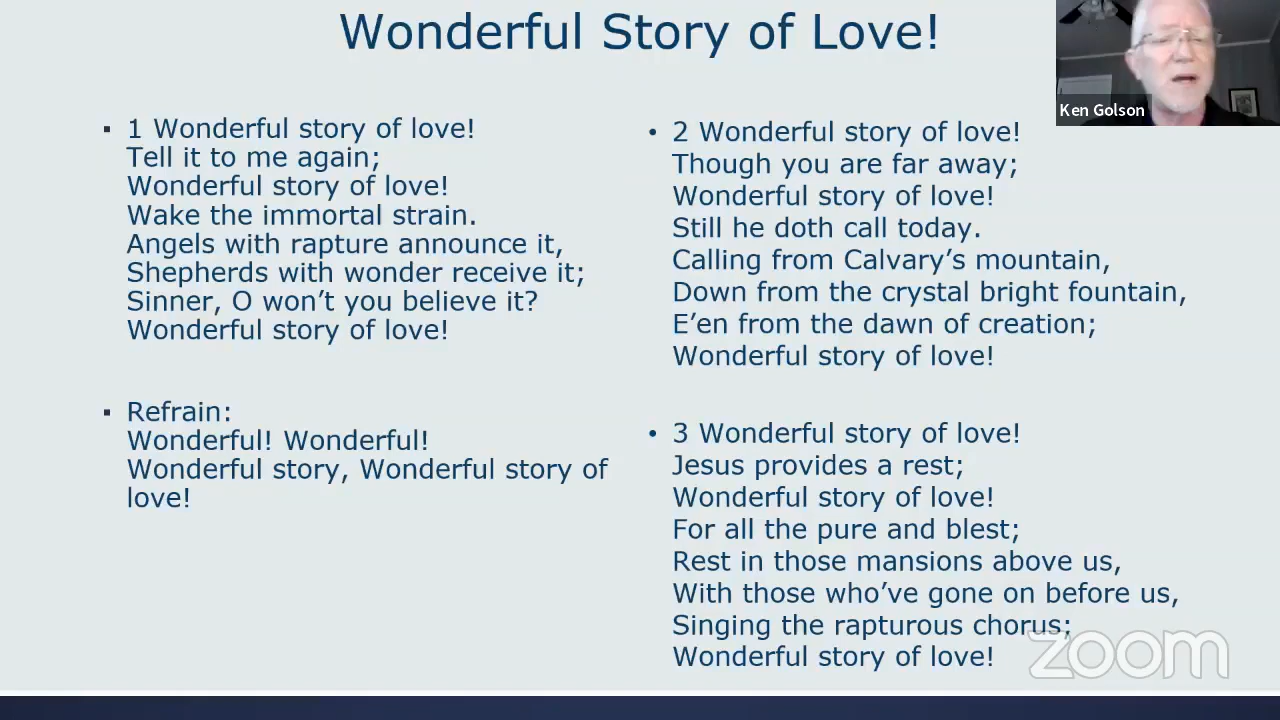 Wonderful Story of Love!
Ken Golson
1 Wonderful story of love!
Tell it to me again;
Wonderful story of love!
Wake the immortal strain.
Angels with rapture announce it,
Shepherds with wonder receive it;
Sinner, O won’t you believe it?
Wonderful story of love!
Refrain:
Wonderful! Wonderful!
Wonderful story, Wonderful story of
love!
2 Wonderful story of love!
Though you are far away;
Wonderful story of love!
Still he doth call today.
Calling from Calvary’s mountain,
Down from the crystal bright fountain,
E’en from the dawn of creation;
Wonderful story of love!
3 Wonderful story of love!
Jesus provides a rest;
Wonderful story of love!
For all the pure and blest;
Rest in those mansions above us,
With those who’ve gone on before us,
Singing the rapturous chorus;
Wonderful story of love!
zoom